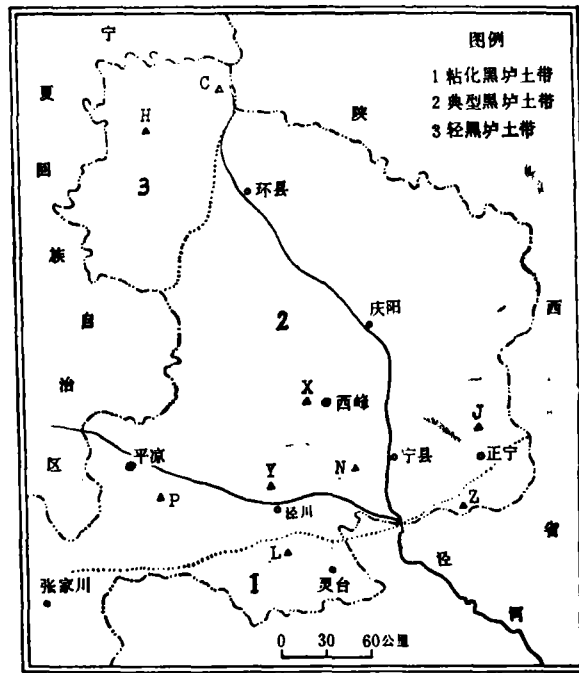 宁夏回族自治区
陕西省
图例
1 粘化黑垆土带
2 典型黑垆土带
3 轻黑垆土带
C
H
3
环县
庆阳
2
X
西峰
J
平凉
P
Y
N
宁县
正宁
Z
泾川
L
1
灵台
张家川
泾河
0 30 60公里